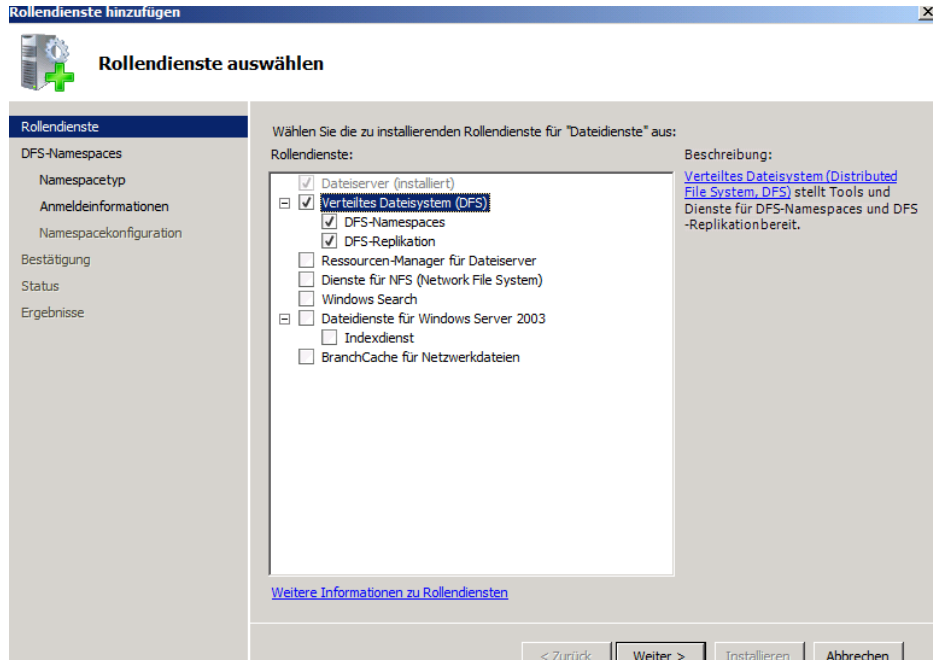 Rollendienste hinzufügen
Rollendienste auswählen
Rollendienste
DFS-Namespaces
Namespacetyp
Anmeldeinformationen
Namespacekonfiguration
Bestätigung
Status
Ergebnisse
Wählen Sie die zu installierenden Rollendienste für "Dateidienste" aus:
Rollendienste:
Dateiserver (installiert)
Verteiltes Dateisystem (DFS)
DFS-Namespaces
DFS-Replikation
Ressourcen-Manager für Dateiserver
Dienste für NFS (Network File System)
Windows Search
Dateidienste für Windows Server 2003
Indexdienst
BranchCache für Netzwerkdateien
Weitere Informationen zu Rollendiensten
Beschreibung:
Verteiltes Dateisystem (Distributed
File System, DFS) stellt Tools und
Dienste für DFS-Namespaces und DFS
-Replikationbereit.
< Zurück
Weiter >
Installieren
Abbrechen